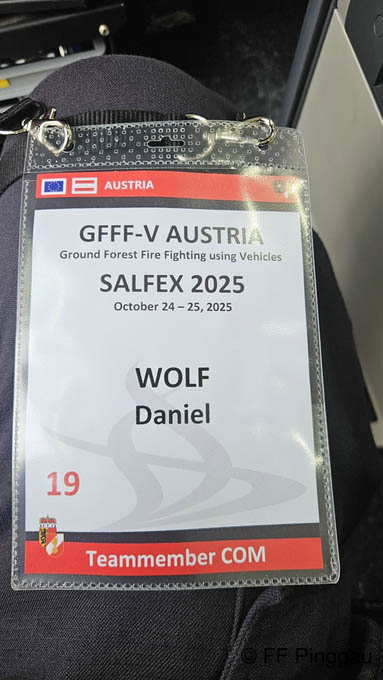 AUSTRIA
GFFF-V AUSTRIA
Ground Forest Fire Fighting using Vehicles
SALFEX 2025
October 24 – 25, 2025
WOLF
Daniel
19
Teammember COM
© FF Pinggau